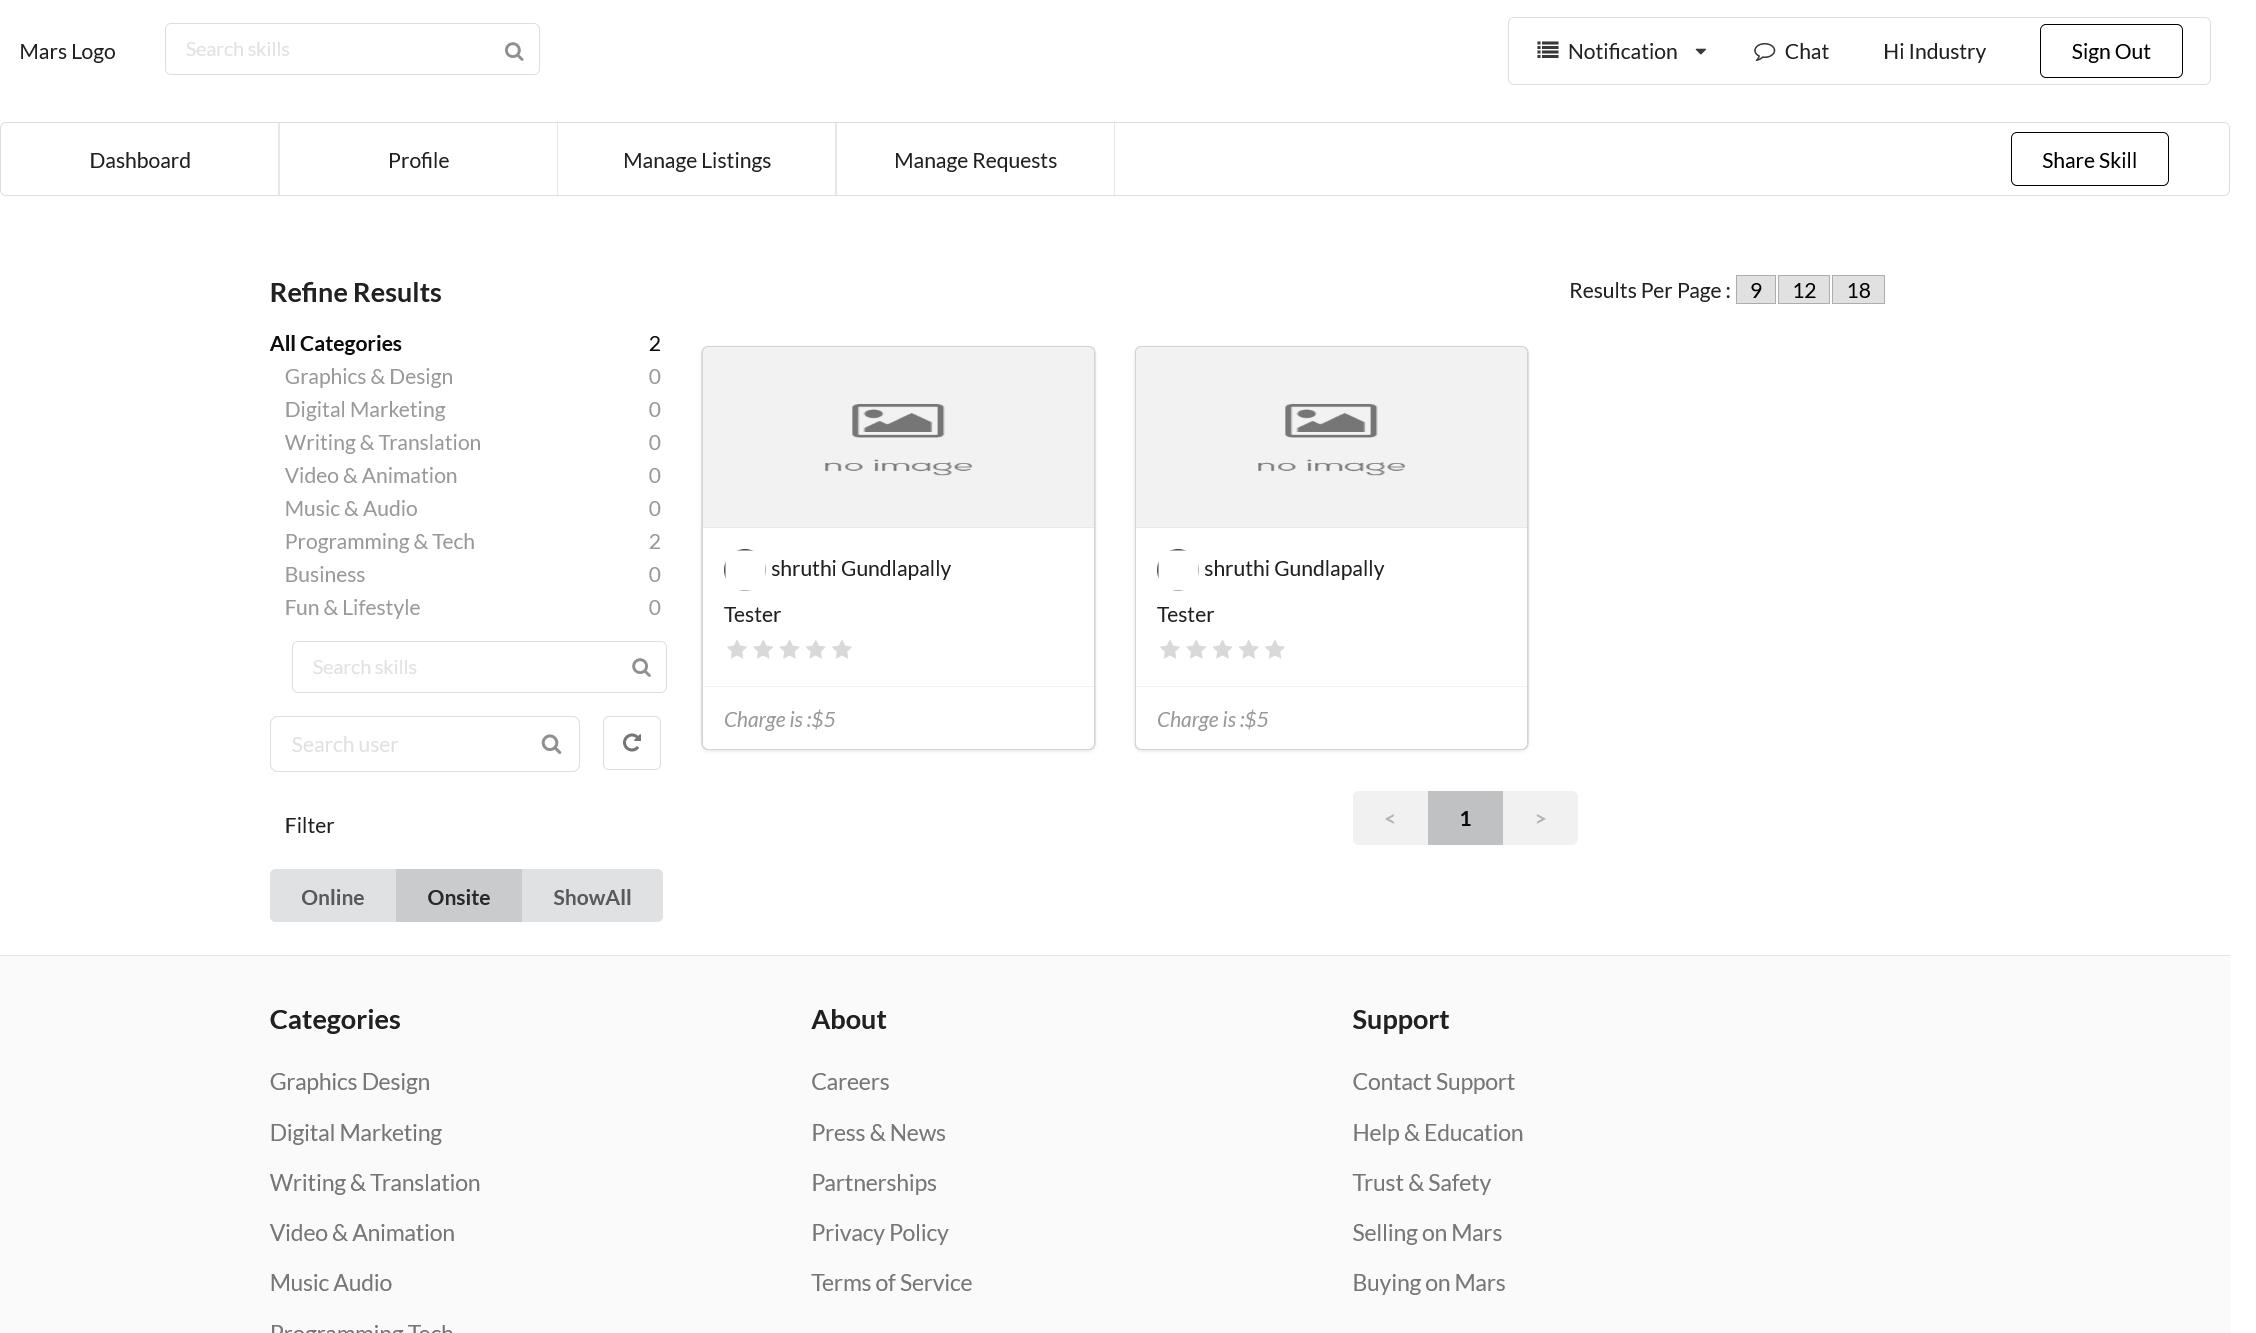 Mars Logo
Search skills
Notification
Chat
Hi Industry
Sign Out
Dashboard
Profile
Manage Listings
Manage Requests
Share Skill
Refine Results
Results Per Page : 9 12 18
All Categories 2
Graphics & Design 0
Digital Marketing 0
Writing & Translation 0
Video & Animation 0
Music & Audio 0
Programming & Tech 2
Business 0
Fun & Lifestyle 0
Search skills
Search user
Filter
Online
Onsite
ShowAll
no image
shruthi Gundlapally
Tester
Charge is :$5
no image
shruthi Gundlapally
Tester
Charge is :$5
< 1 >
Categories
Graphics Design
Digital Marketing
Writing & Translation
Video & Animation
Music Audio
Programming Tech
About
Careers
Press & News
Partnerships
Privacy Policy
Terms of Service
Support
Contact Support
Help & Education
Trust & Safety
Selling on Mars
Buying on Mars